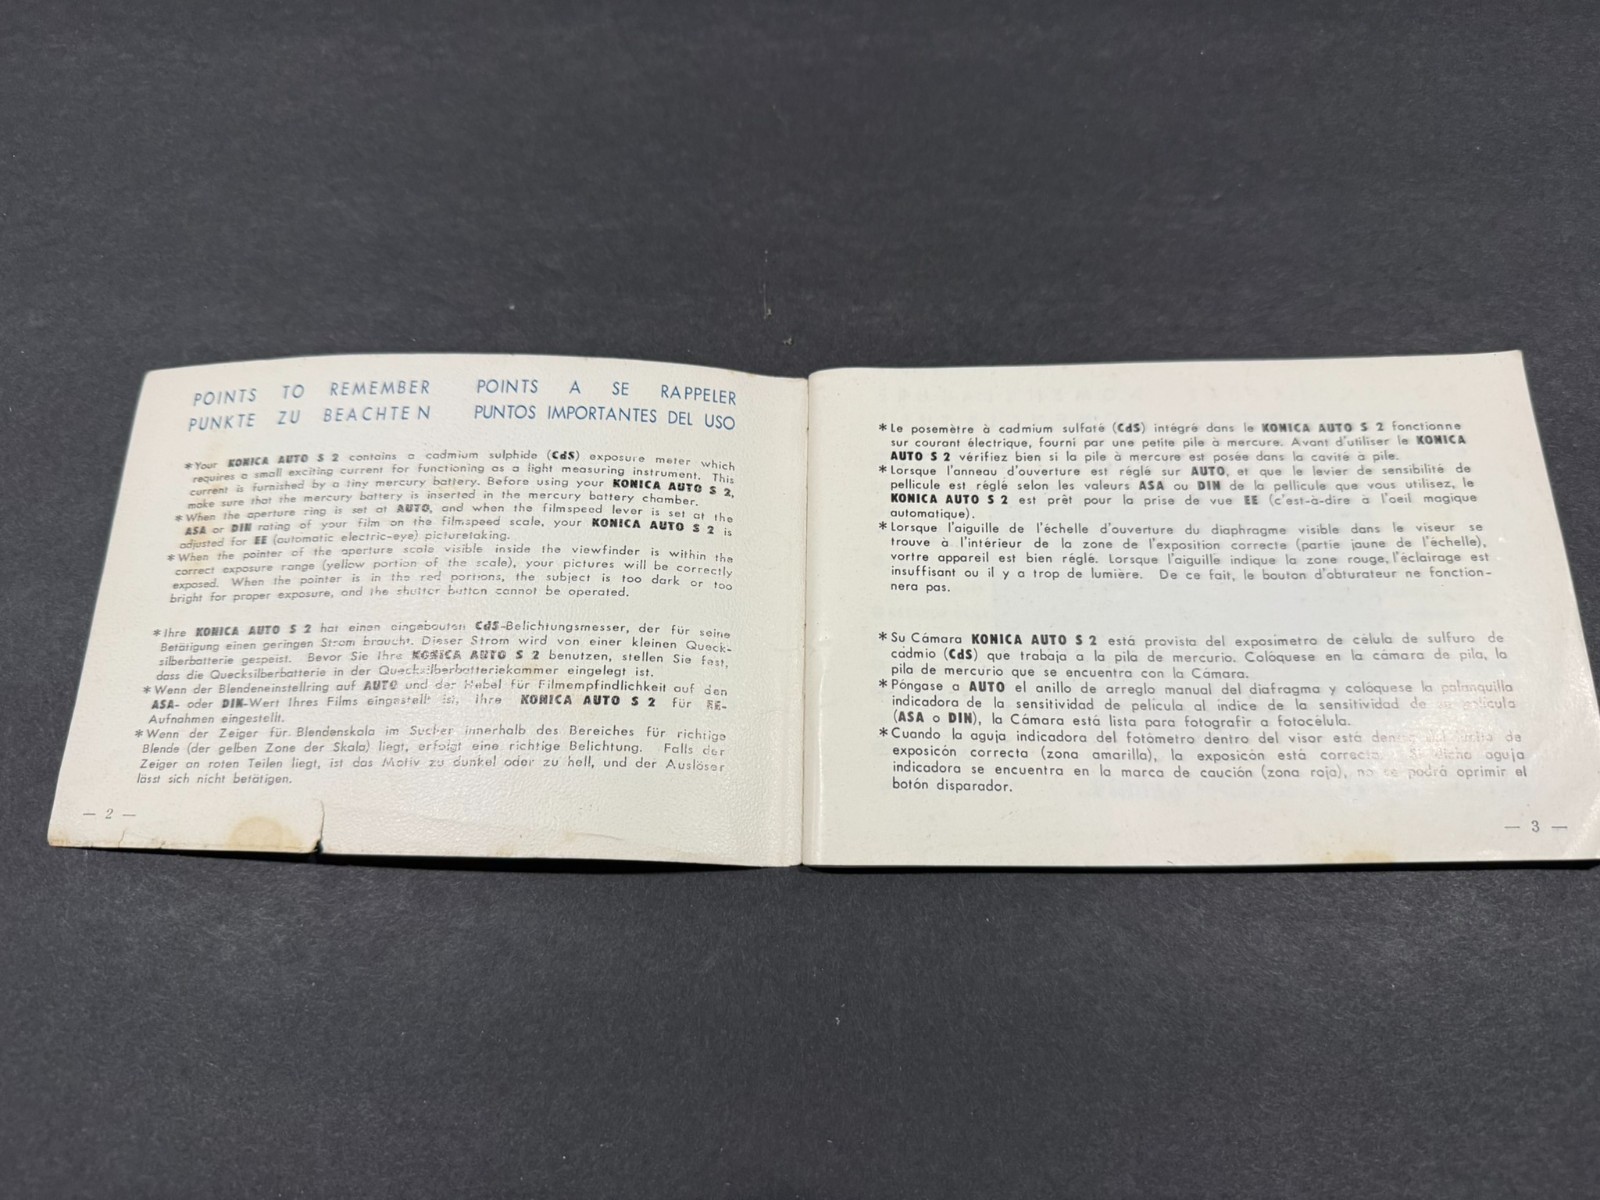 POINTS TO REMEMBER POINTS A SE RAPPELER
PUNKTE ZU BEACHTEN PUNTOS IMPORTANTES DEL USO
*Your KONICA AUTO S 2 contains a cadmium sulphide (CdS) exposure meter which
requires a small exciting current for functioning as a light measuring instrument. This
current is furnished by a tiny mercury battery. Before using your KONICA AUTO S 2,
make sure that the mercury battery is inserted in the mercury battery chamber.
*When the aperture ring is set at AUTO, and when the filmspeed lever is set at the
ASA or DIN rating of your film on the filmspeed scale, your KONICA AUTO S 2 is
adjusted for EE (automatic electric-eye) picturetaking.
*When the pointer of the aperture scale visible inside the viewfinder is within the
correct exposure range (yellow portion of the scale), your pictures will be correctly
exposed. When the pointer is in the red portions, the subject is too dark or too
bright for proper exposure, and the shutter button cannot be operated.
*Ihre KONICA AUTO S 2 hat einen eingebauten CdS-Belichtungsmesser, der für seine
Betätigung einen geringen Strom braucht. Dieser Strom wird von einer kleinen Queck-
silberbatterie gespeist. Bevor Sie Ihre KONICA AUTO S 2 benutzen, stellen Sie fest,
dass die Quecksilberbatterie in der Quecksilberbatteriekammer eingelegt ist.
*Wenn der Blendeneinstellring auf AUTO und der Hebel für Filmempfindlichkeit auf den
ASA- oder DIN-Wert Ihres Films eingestellt ist, Ihre KONICA AUTO S 2 für EE-
Aufnahmen eingestellt.
*Wenn der Zeiger für Blendenskala im Sucher innerhalb des Bereiches für richtige
Blende (der gelben Zone der Skala) liegt, erfolgt eine richtige Belichtung. Falls der
Zeiger an roten Teilen liegt, ist das Motiv zu dunkel oder zu hell, und der Auslöser
lässt sich nicht betätigen.
— 2 —
*Le posemètre à cadmium sulfaté (CdS) intégré dans le KONICA AUTO S 2 fonctionne
sur courant électrique, fourni par une petite pile à mercure. Avant d'utiliser le KONICA
AUTO S 2 vérifiez bien si la pile à mercure est posée dans la cavité à pile.
*Lorsque l'anneau d'ouverture est réglé sur AUTO, et que le levier de sensibilité de
pellicule est réglé selon les valeurs ASA ou DIN de la pellicule que vous utilisez, le
KONICA AUTO S 2 est prêt pour la prise de vue EE (c'est-à-dire à l'oeil magique
automatique).
*Lorsque l'aiguille de l'échelle d'ouverture du diaphragme visible dans le viseur se
trouve à l'intérieur de la zone de l'exposition correcte (partie jaune de l'échelle),
vortre appareil est bien réglé. Lorsque l'aiguille indique la zone rouge, l'éclairage est
insuffisant ou il y a trop de lumière. De ce fait, le bouton d'obturateur ne fonction-
nera pas.
*Su Cámara KONICA AUTO S 2 está provista del exposimetro de célula de sulfuro de
cadmio (CdS) que trabaja a la pila de mercurio. Colóquese en la cámara de pila, la
pila de mercurio que se encuentra con la Cámara.
*Póngase a AUTO el anillo de arreglo manual del diafragma y colóquese la palanquilla
indicadora de la sensitividad de película al índice de la sensitividad de su película
(ASA o DIN), la Cámara está lista para fotografir a fotocélula.
*Cuando la aguja indicadora del fotómetro dentro del visor está dentro de
exposicón correcta (zona amarilla), la exposicón está correcta. Si dicha aguja
indicadora se encuentra en la marca de caución (zona roja), no se podrá oprimir el
botón disparador.
— 3 —